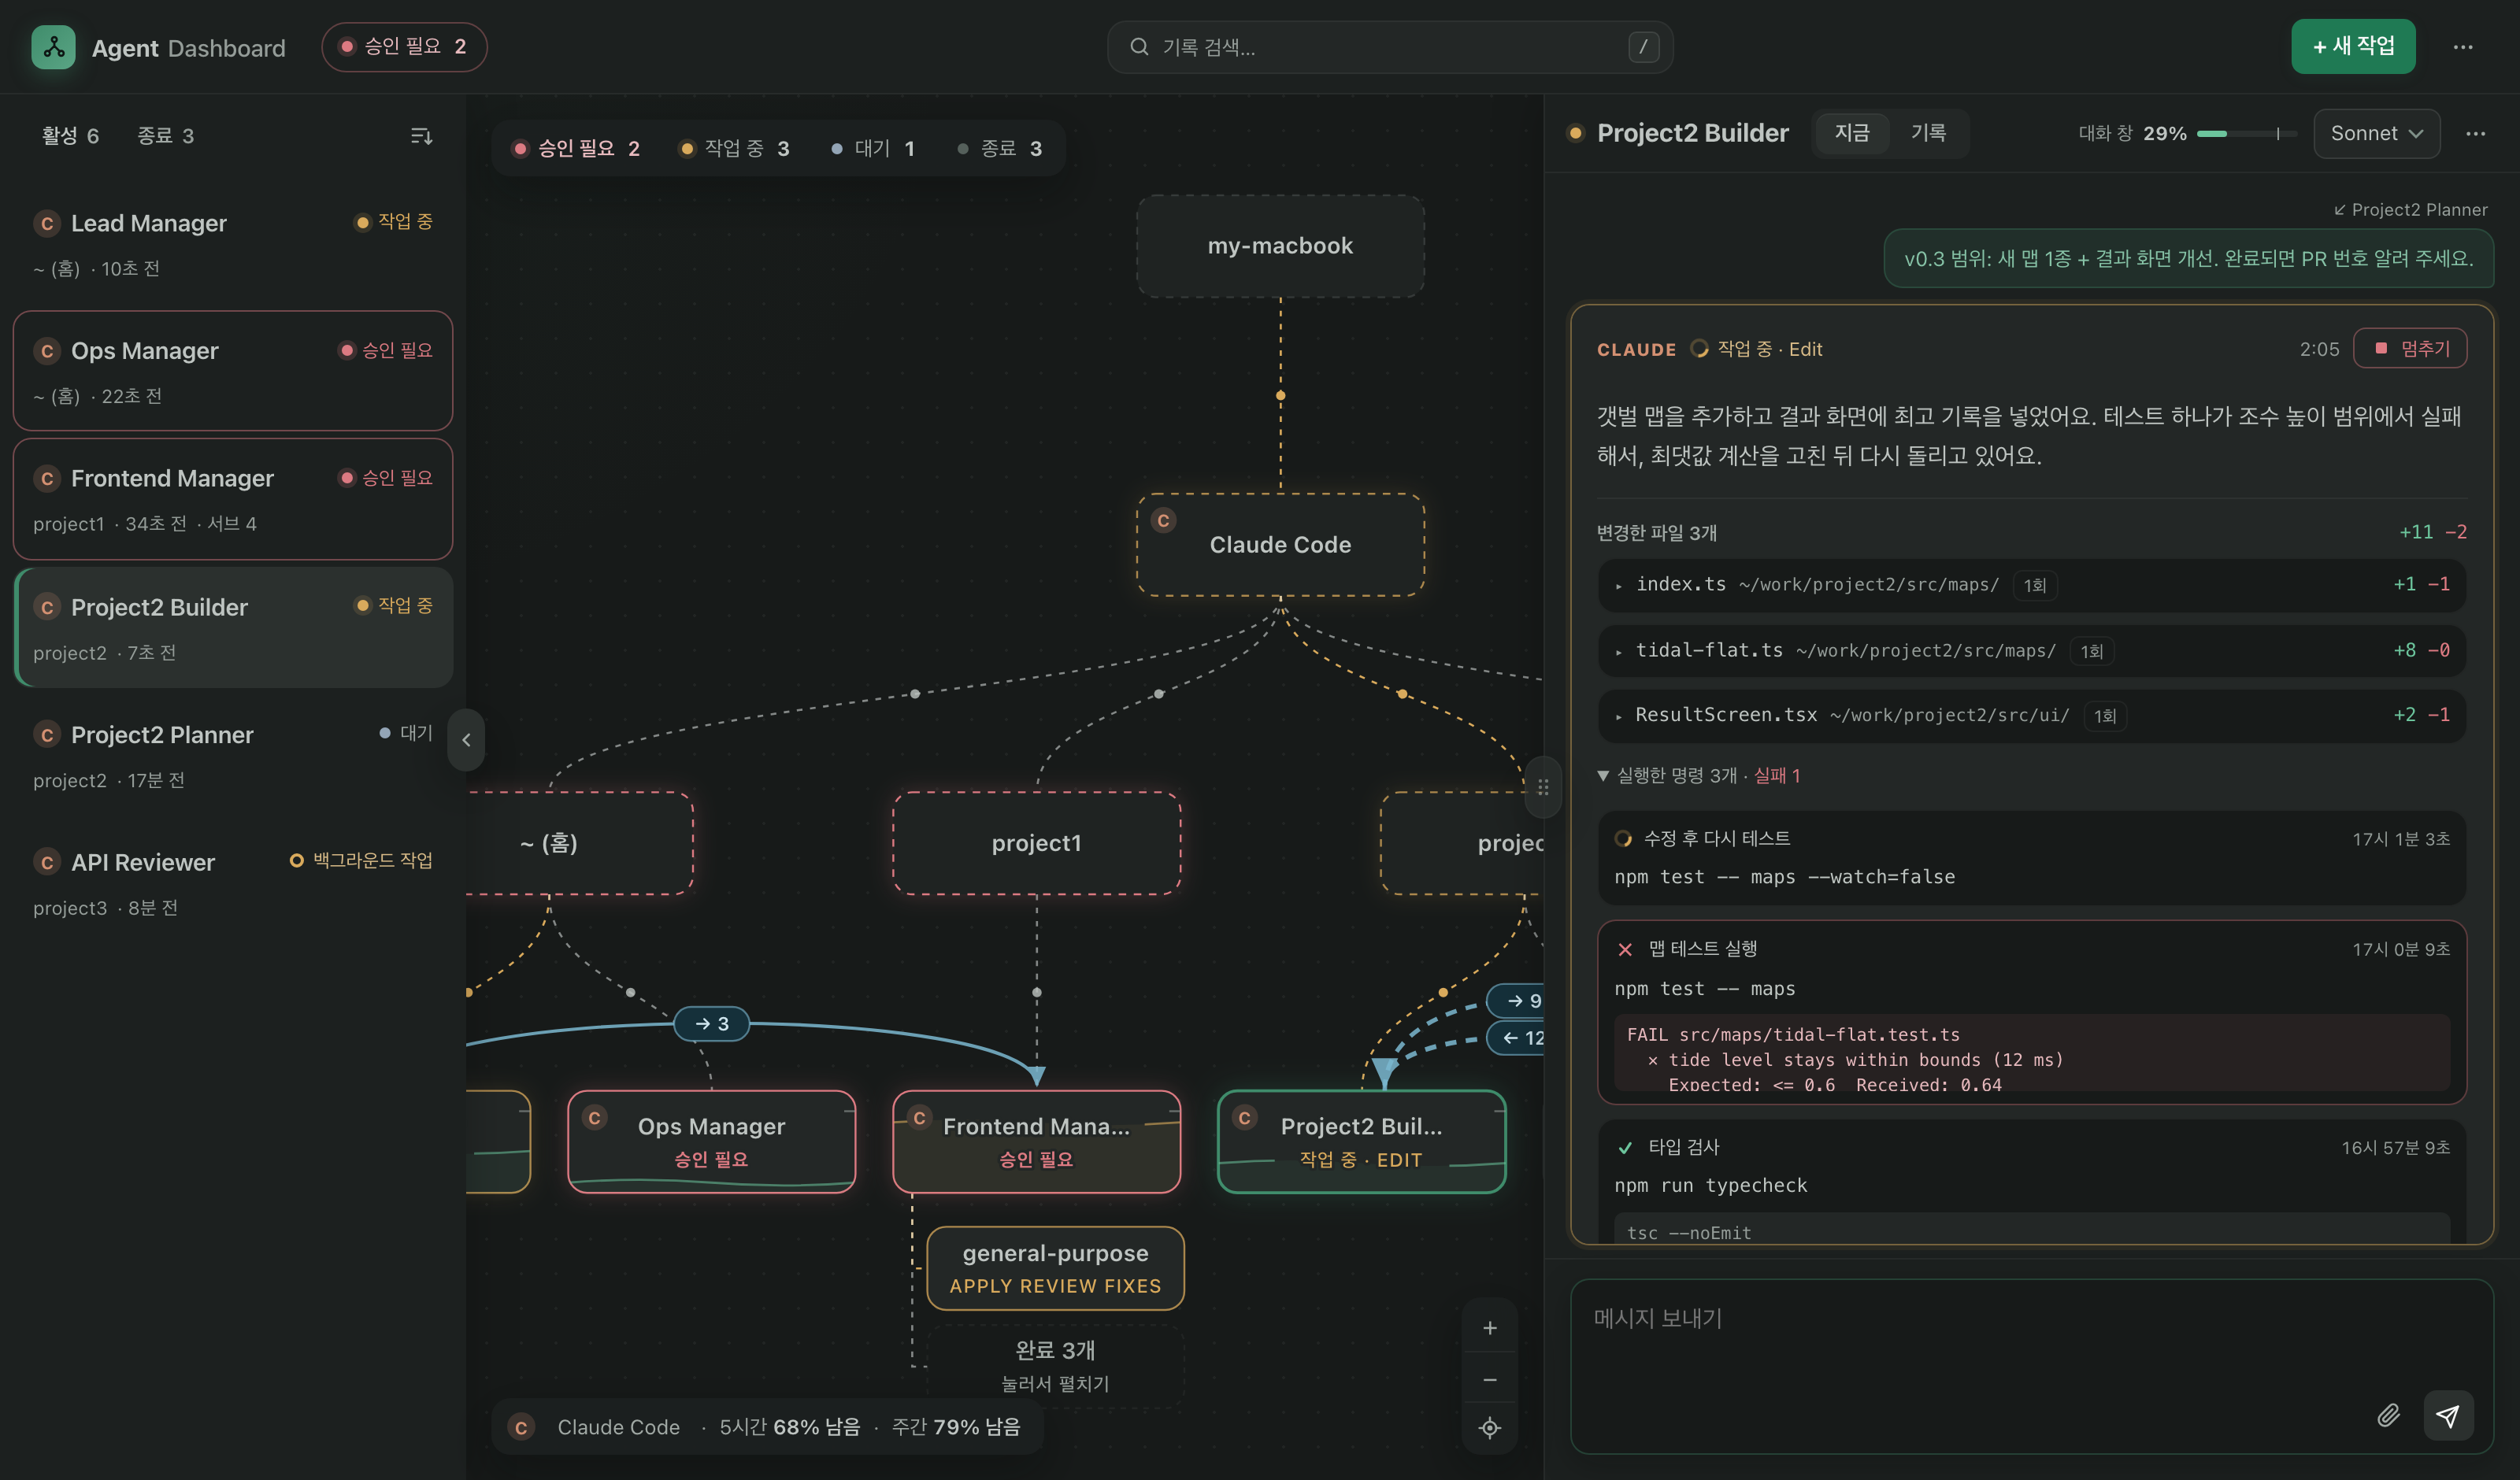 Agent Dashboard
승인 필요 2
기록 검색...
/
+ 새 작업
활성 6
종료 3
C Lead Manager
작업 중
~ (홈) · 10초 전
C Ops Manager
승인 필요
~ (홈) · 22초 전
C Frontend Manager
승인 필요
project1 · 34초 전 · 서브 4
C Project2 Builder
작업 중
project2 · 7초 전
C Project2 Planner
대기
project2 · 17분 전
C API Reviewer
백그라운드 작업
project3 · 8분 전
승인 필요 2
작업 중 3
대기 1
종료 3
my-macbook
C
Claude Code
~ (홈)
project1
projec
→ 3
→ 9
← 12
C Ops Manager
승인 필요
C Frontend Mana...
승인 필요
C Project2 Buil...
작업 중 · EDIT
general-purpose
APPLY REVIEW FIXES
완료 3개
눌러서 펼치기
C Claude Code · 5시간 68% 남음 · 주간 79% 남음
+
−
Project2 Builder
지금
기록
대화 창 29%
Sonnet
↙ Project2 Planner
v0.3 범위: 새 맵 1종 + 결과 화면 개선. 완료되면 PR 번호 알려 주세요.
CLAUDE 작업 중 · Edit
2:05
멈추기
갯벌 맵을 추가하고 결과 화면에 최고 기록을 넣었어요. 테스트 하나가 조수 높이 범위에서 실패
해서, 최댓값 계산을 고친 뒤 다시 돌리고 있어요.
변경한 파일 3개
+11 −2
▸ index.ts ~/work/project2/src/maps/ 1회
+1 −1
▸ tidal-flat.ts ~/work/project2/src/maps/ 1회
+8 −0
▸ ResultScreen.tsx ~/work/project2/src/ui/ 1회
+2 −1
▼ 실행한 명령 3개 · 실패 1
수정 후 다시 테스트
17시 1분 3초
npm test -- maps --watch=false
✕ 맵 테스트 실행
17시 0분 9초
npm test -- maps
FAIL src/maps/tidal-flat.test.ts
× tide level stays within bounds (12 ms)
Expected: <= 0.6 Received: 0.64
✓ 타입 검사
16시 57분 9초
npm run typecheck
tsc --noEmit
메시지 보내기